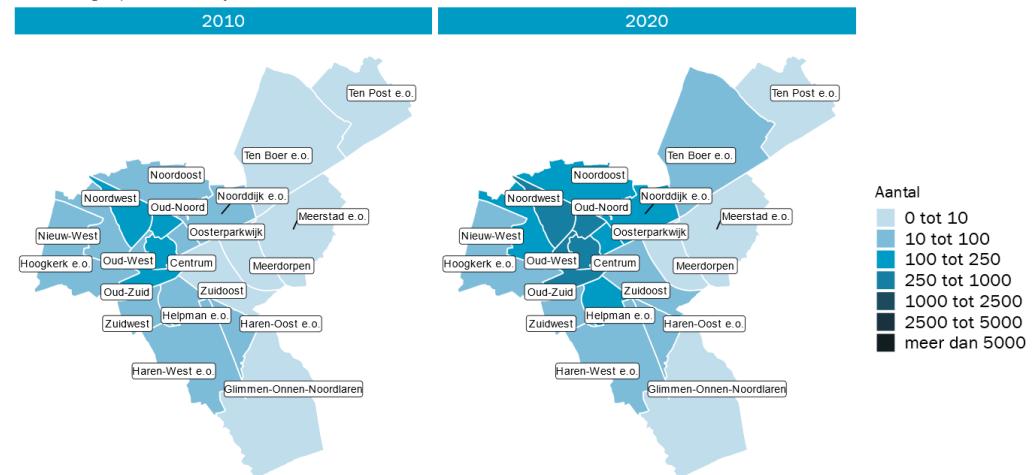 2010
2020
Ten Post e.o.
Ten Boer e.o.
Noordoost
Noordwest
Noorddijk e.o.
Oud-Noord
Meerstad e.o.
Oosterparkwijk
Nieuw-West
Oud-West
Centrum
Hoogkerk e.o.
Meerdorpen
Oud-Zuid
Zuidoost
Helpman e.o.
Zuidwest
Haren-Oost e.o.
Haren-West e.o.
Glimmen-Onnen-Noordlaren
Ten Post e.o.
Ten Boer e.o.
Noordoost
Noordwest
Noorddijk e.o.
Oud-Noord
Meerstad e.o.
Oosterparkwijk
Nieuw-West
Oud-West
Centrum
Hoogkerk e.o.
Meerdorpen
Oud-Zuid
Zuidoost
Helpman e.o.
Zuidwest
Haren-Oost e.o.
Haren-West e.o.
Glimmen-Onnen-Noordlaren
Aantal
0 tot 10
10 tot 100
100 tot 250
250 tot 1000
1000 tot 2500
2500 tot 5000
meer dan 5000